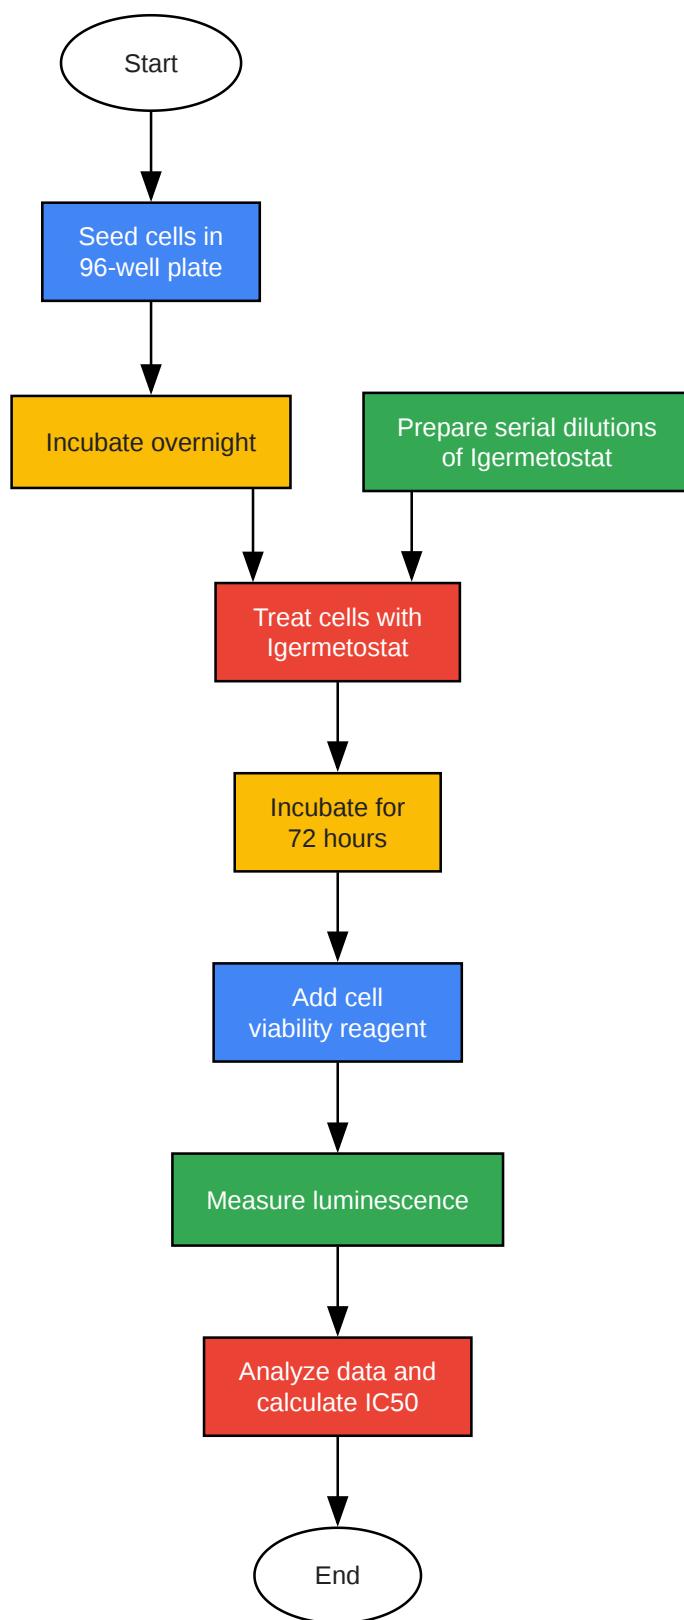 Start
Seed cells in
96-well plate
Incubate overnight
Prepare serial dilutions
of Igermetostat
Treat cells with
Igermetostat
Incubate for
72 hours
Add cell
viability reagent
Measure luminescence
Analyze data and
calculate IC50
End